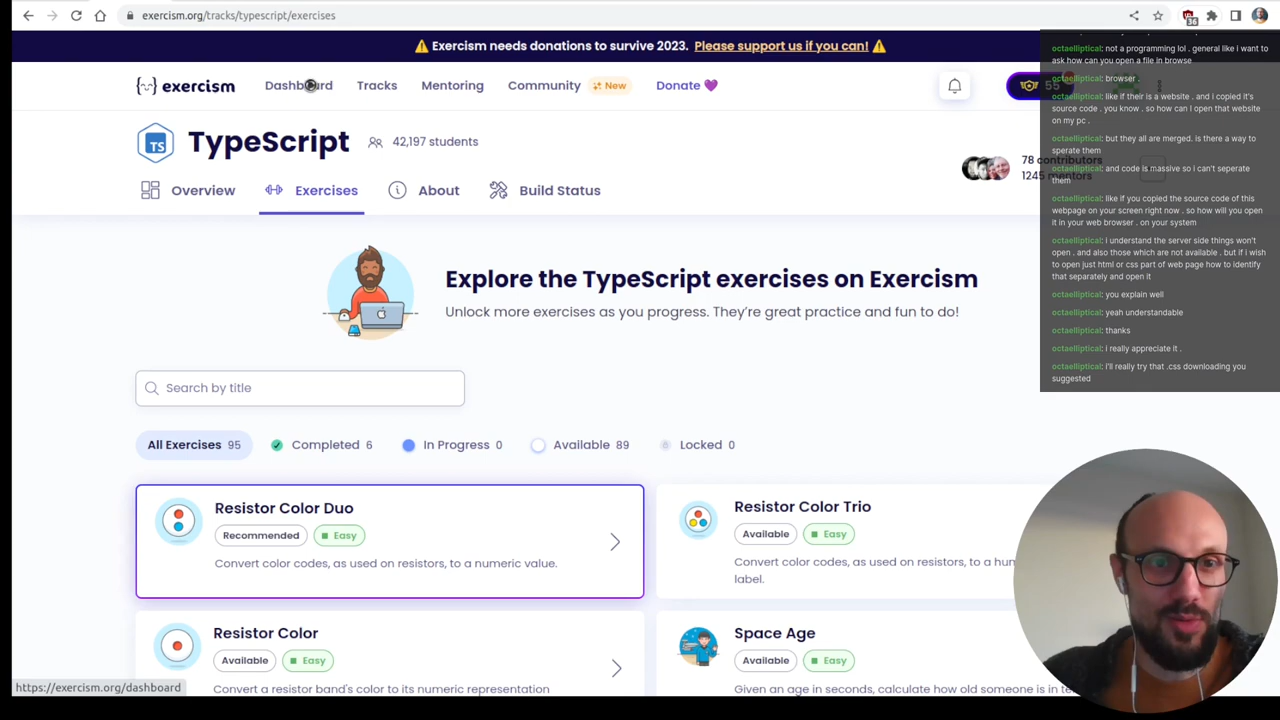 exercism.org/tracks/typescript/exercises
36
⚠️ Exercism needs donations to survive 2023. Please support us if you can! ⚠️
exercism
Dashboard
Tracks
Mentoring
Community
New
Donate 💜
55
TS
TypeScript
42,197 students
78 contributors
1245 mentors
Overview
Exercises
About
Build Status
Explore the TypeScript exercises on Exercism
Unlock more exercises as you progress. They're great practice and fun to do!
Search by title
All Exercises 95
Completed 6
In Progress 0
Available 89
Locked 0
Resistor Color Duo
Recommended
Easy
Convert color codes, as used on resistors, to a numeric value.
Resistor Color Trio
Available
Easy
Convert color codes, as used on resistors, to a
label.
Resistor Color
Available
Easy
Convert a resistor band's color to its numeric representation
Space Age
Available
Easy
Given an age in seconds, calculate how old someone is in
https://exercism.org/dashboard
octaelliptical: not a programming lol . general like i want to
ask how can you open a file in browse
octaelliptical: browser .
octaelliptical: like if their is a website . and i copied it's
source code . you know . so how can I open that website
on my pc .
octaelliptical: but they all are merged. is there a way to
sperate them
octaelliptical: and code is massive so i can't seperate
them
octaelliptical: like if you copied the source code of this
webpage on your screen right now . so how will you open
it in your web browser . on your system
octaelliptical: i understand the server side things won't
open . and also those which are not available . but if i wish
to open just html or css part of web page how to identify
that separately and open it
octaelliptical: you explain well
octaelliptical: yeah understandable
octaelliptical: thanks
octaelliptical: i really appreciate it .
octaelliptical: I'll really try that .css downloading you
suggested